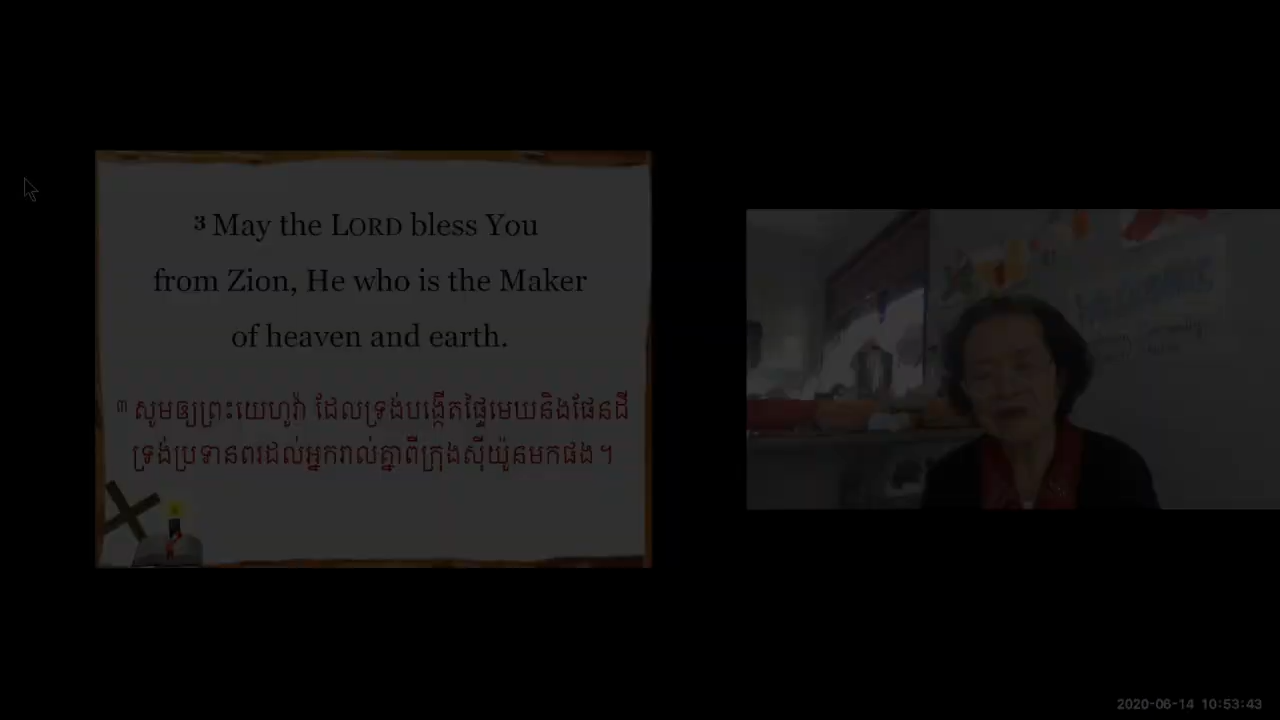 3 May the LORD bless You
from Zion, He who is the Maker
of heaven and earth.
៣ សូមឲ្យព្រះយេហូវ៉ា ដែលទ្រង់បង្កើតផ្ទៃមេឃនិងផែនដី
ទ្រង់ប្រទានពរដល់អ្នករាល់គ្នាពីក្រុងស៊ីយ៉ូនមកផង។
2020-06-14 10:53:43